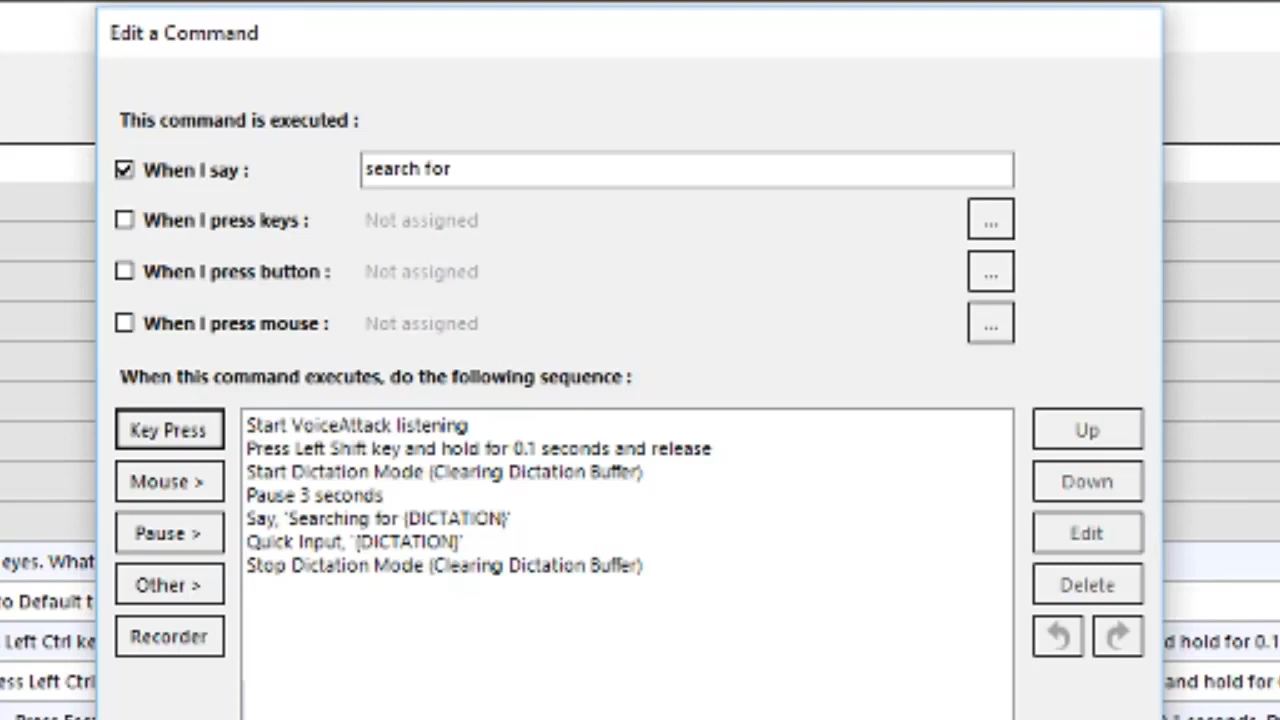 Edit a Command
This command is executed :
When I say :
search for
When I press keys :
Not assigned
...
When I press button :
Not assigned
...
When I press mouse :
Not assigned
...
When this command executes, do the following sequence :
Key Press
Mouse >
Pause >
Other >
Recorder
Start VoiceAttack listening
Press Left Shift key and hold for 0.1 seconds and release
Start Dictation Mode (Clearing Dictation Buffer)
Pause 3 seconds
Say, 'Searching for {DICTATION}'
Quick Input, '{DICTATION}'
Stop Dictation Mode (Clearing Dictation Buffer)
Up
Down
Edit
Delete
eyes. What
to Default t
Left Ctrl ke
ess Left Ctrl
d hold for 0.1
and hold for